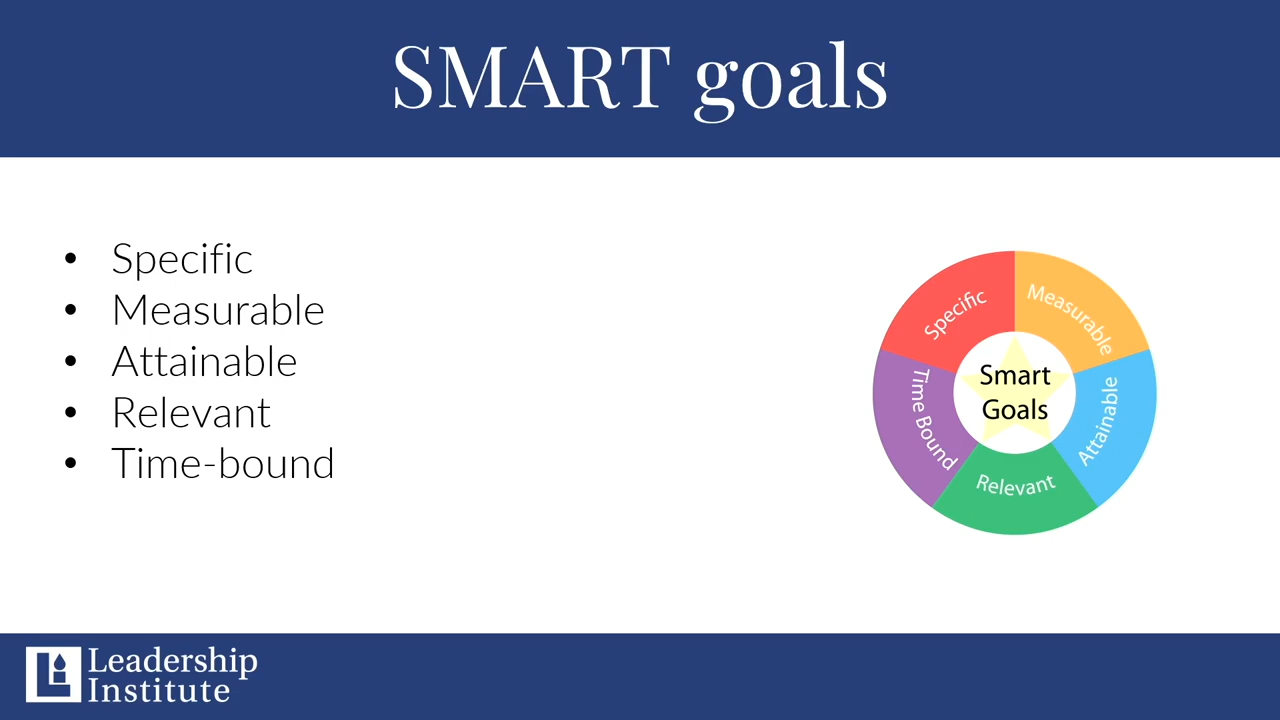 SMART goals
• Specific
• Measurable
• Attainable
• Relevant
• Time-bound
Specific
Measurable
Attainable
Relevant
Time Bound
Smart
Goals
Leadership
Institute